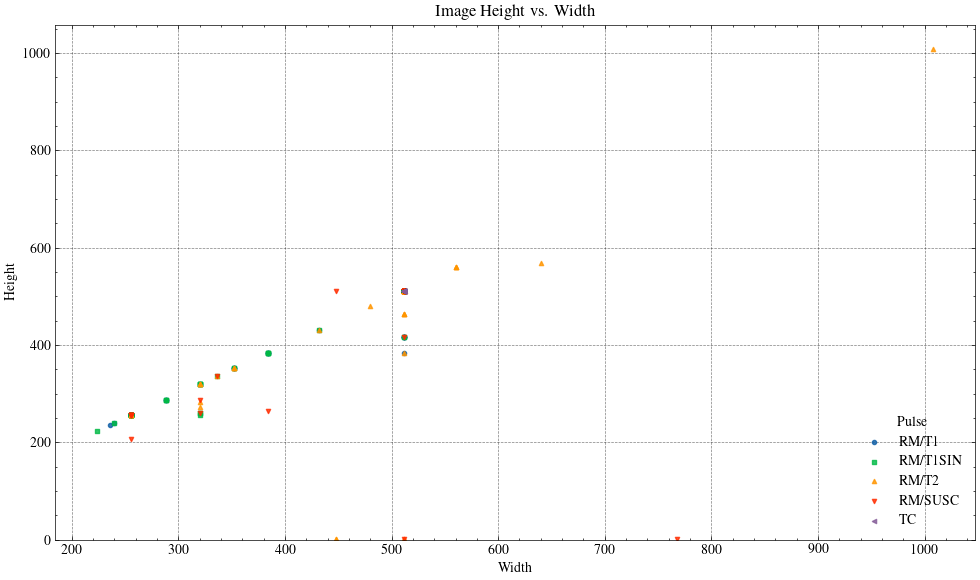 Image Height vs. Width
1000
800
600
400
200
0
Height
200 300 400 500 600 700 800 900 1000
Width
Pulse
RM/T1
RM/T1SIN
RM/T2
RM/SUSC
TC